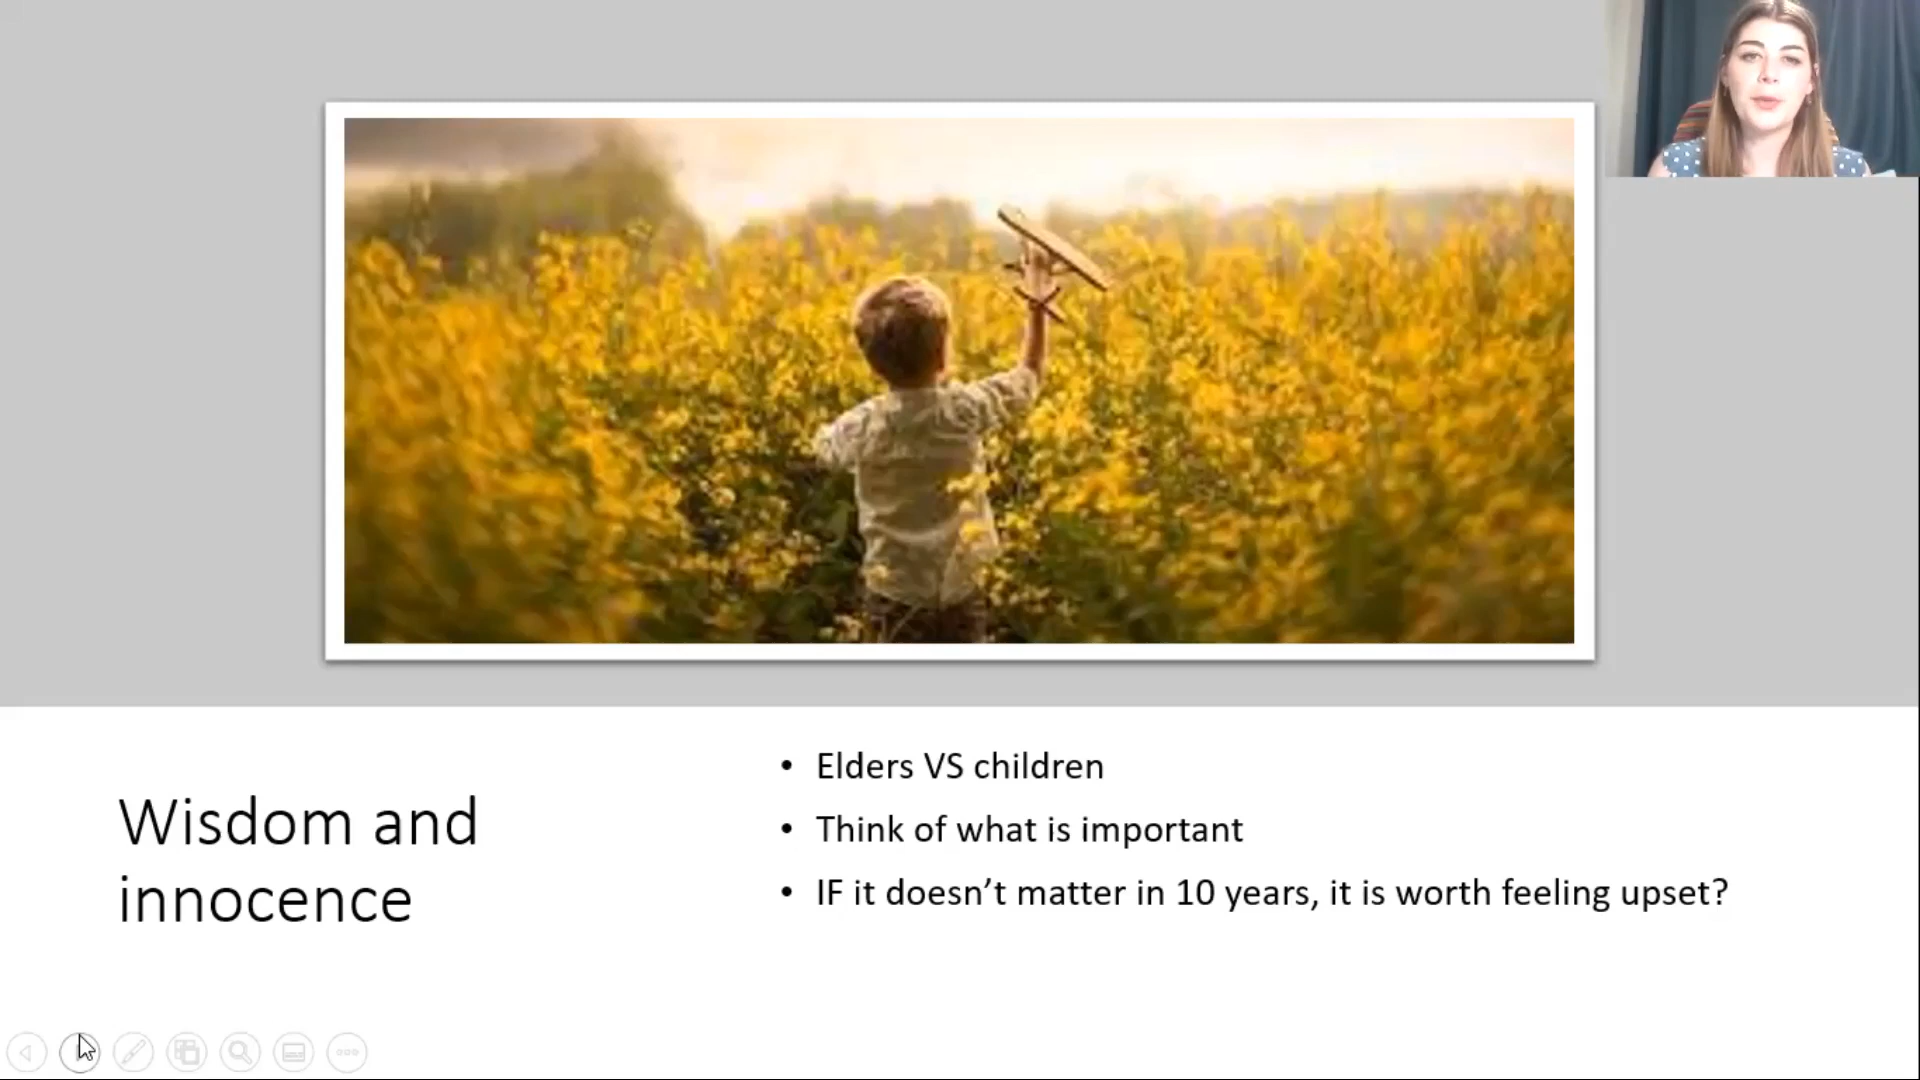 Wisdom and
innocence
• Elders VS children
• Think of what is important
• IF it doesn’t matter in 10 years, it is worth feeling upset?